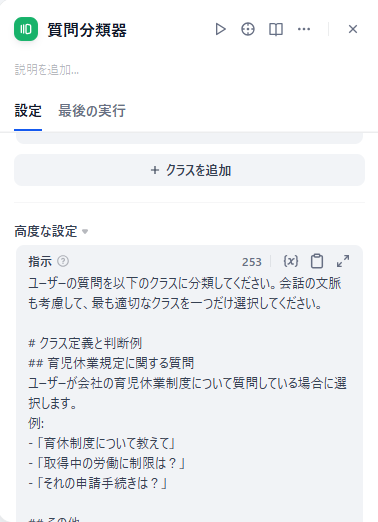 質問分類器
説明を追加...
設定 最後の実行
+ クラスを追加
高度な設定
指示 253 {x}
ユーザーの質問を以下のクラスに分類してください。会話の文脈
も考慮して、最も適切なクラスを一つだけ選択してください。
# クラス定義と判断例
## 育児休業規定に関する質問
ユーザーが会社の育児休業制度について質問している場合に選
択します。
例:
- 「育休制度について教えて」
- 「取得中の労働に制限は？」
- 「それの申請手続きは？」
## その他